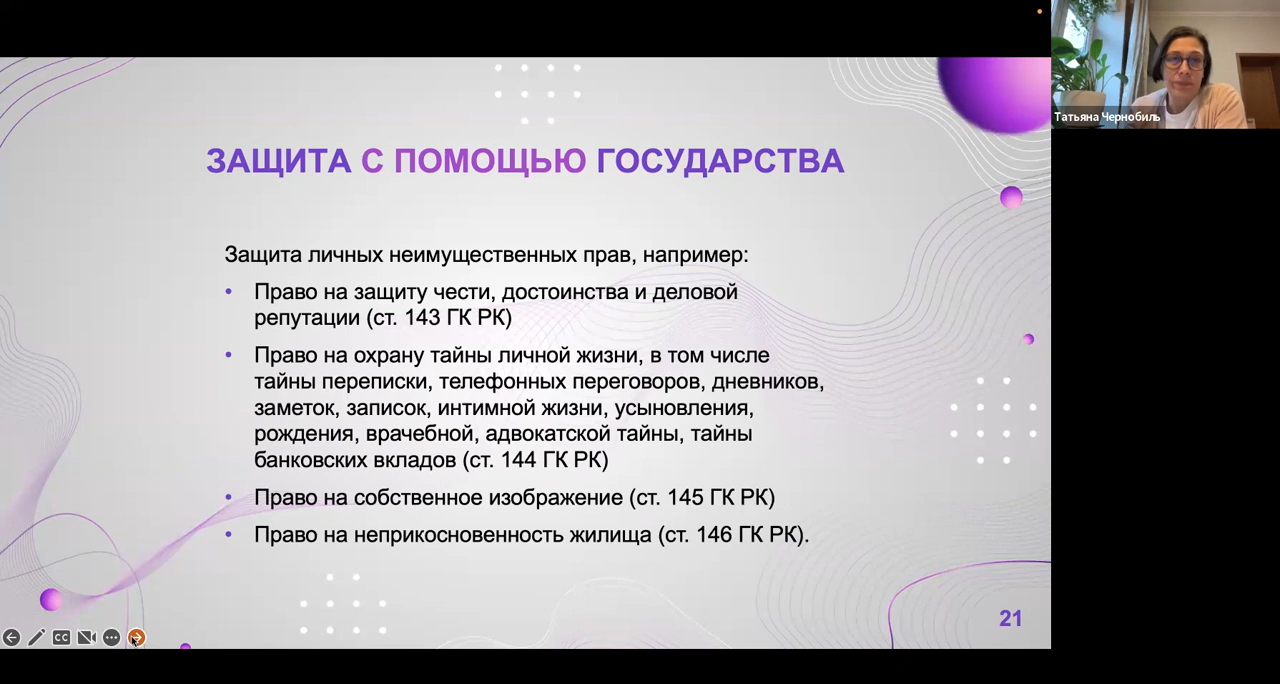 ЗАЩИТА С ПОМОЩЬЮ ГОСУДАРСТВА
Защита личных неимущественных прав, например:
• Право на защиту чести, достоинства и деловой
репутации (ст. 143 ГК РК)
• Право на охрану тайны личной жизни, в том числе
тайны переписки, телефонных переговоров, дневников,
заметок, записок, интимной жизни, усыновления,
рождения, врачебной, адвокатской тайны, тайны
банковских вкладов (ст. 144 ГК РК)
• Право на собственное изображение (ст. 145 ГК РК)
• Право на неприкосновенность жилища (ст. 146 ГК РК).
21
CC
Татьяна Чернобиль